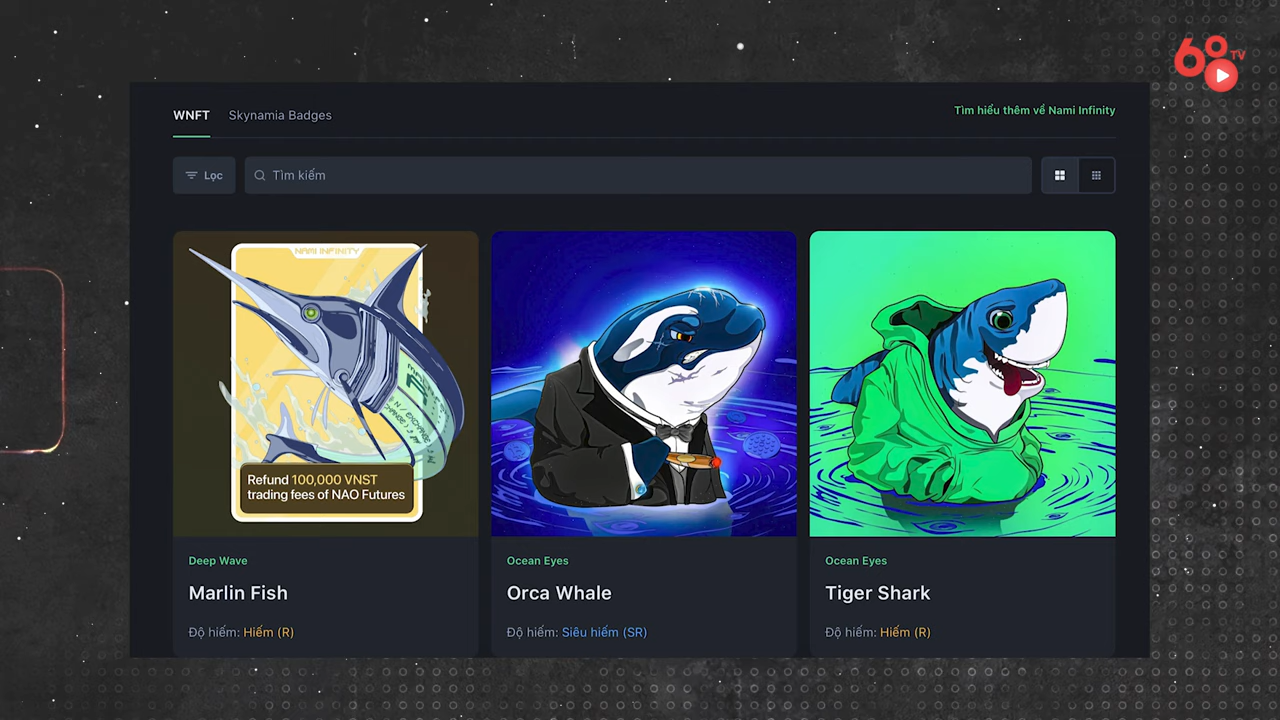 60 TV
WNFT
Skynamia Badges
Tìm hiểu thêm về Nami Infinity
Lọc
Tìm kiếm
NAMI INFINITY
Refund 100,000 VNST
trading fees of NAO Futures
Deep Wave
Marlin Fish
Độ hiếm: Hiếm (R)
Ocean Eyes
Orca Whale
Độ hiếm: Siêu hiếm (SR)
Ocean Eyes
Tiger Shark
Độ hiếm: Hiếm (R)